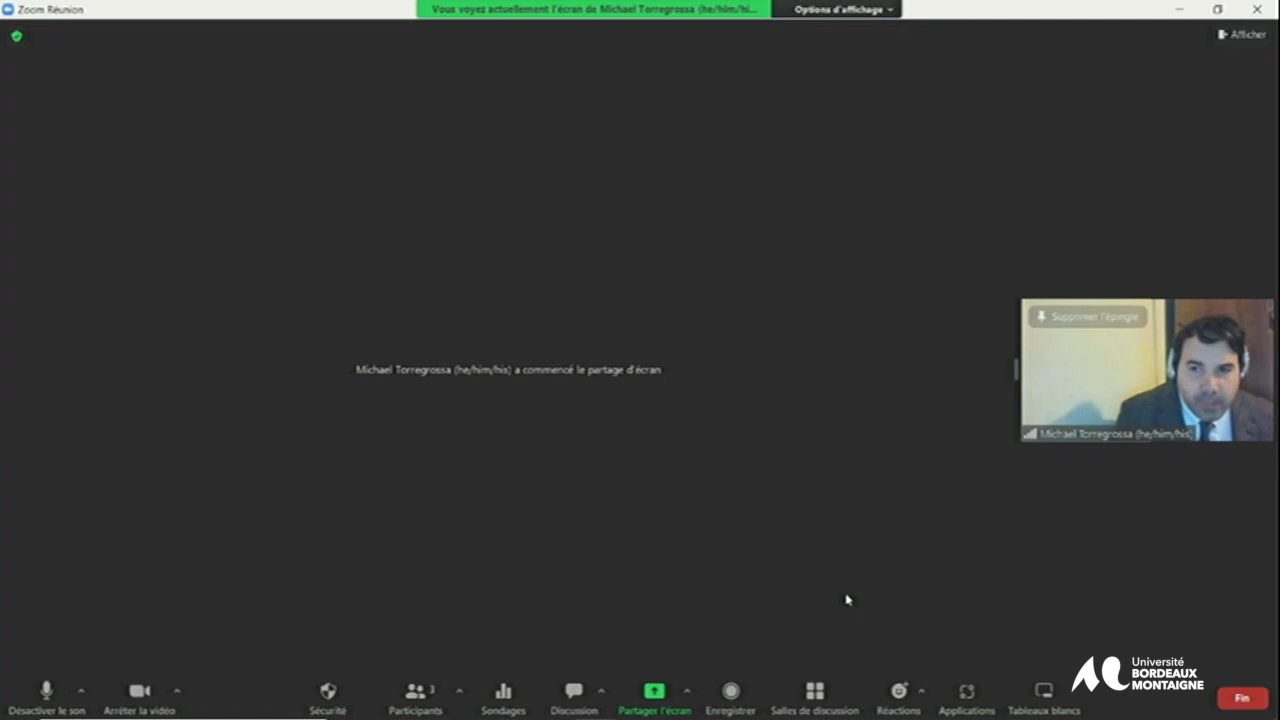 Zoom Réunion
Vous voyez actuellement l'écran de Michael Torregrossa (he/him/hi...
Options d'affichage
Afficher
Supprimer l'épingle
Michael Torregrossa (he/him/his) a commencé le partage d'écran
Michael Torregrossa (he/him/his)
Université
BORDEAUX
MONTAIGNE
3
Désactiver le son
Arrêter la vidéo
Sécurité
Participants
Sondages
Discussion
Partager l'écran
Enregistrer
Salles de discussion
Réactions
Applications
Tableaux blancs
Fin